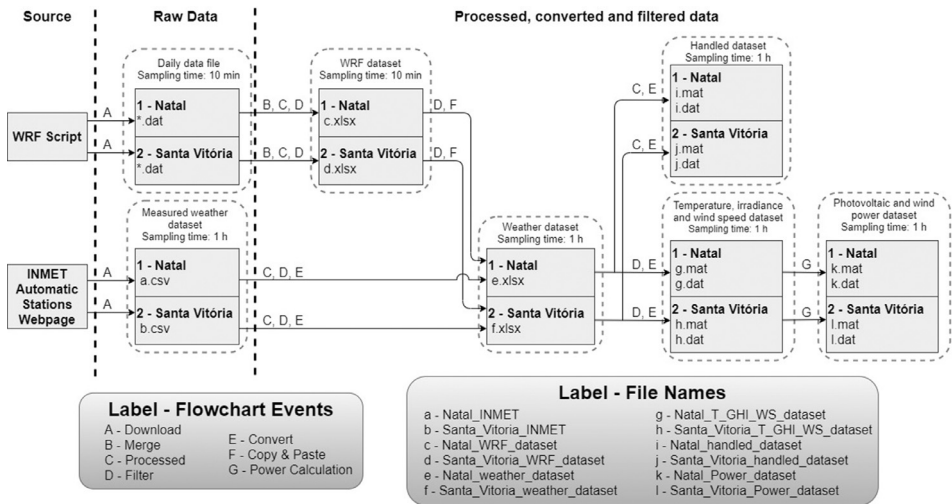 Source
Raw Data
Processed, converted and filtered data
Daily data file
Sampling time: 10 min
WRF dataset
Sampling time: 10 min
Handled dataset
Sampling time: 1 h
WRF Script
A
A
1 - Natal
*.dat
2 - Santa Vitória
*.dat
B, C, D
B, C, D
1 - Natal
c.xlsx
2 - Santa Vitória
d.xlsx
D, F
D, F
C, E
C, E
1 - Natal
i.mat
i.dat
2 - Santa Vitória
j.mat
j.dat
Measured weather
dataset
Sampling time: 1 h
Weather dataset
Sampling time: 1 h
Temperature, irradiance
and wind speed dataset
Sampling time: 1 h
Photovoltaic and wind
power dataset
Sampling time: 1 h
INMET
Automatic
Stations
Webpage
A
A
1 - Natal
a.csv
2 - Santa Vitória
b.csv
C, D, E
C, D, E
1 - Natal
e.xlsx
2 - Santa Vitória
f.xlsx
D, E
D, E
1 - Natal
g.mat
g.dat
2 - Santa Vitória
h.mat
h.dat
G
G
1 - Natal
k.mat
k.dat
2 - Santa Vitória
l.mat
l.dat
Label - Flowchart Events
A - Download
B - Merge
C - Processed
D - Filter
E - Convert
F - Copy & Paste
G - Power Calculation
Label - File Names
a - Natal_INMET
b - Santa_Vitoria_INMET
c - Natal_WRF_dataset
d - Santa_Vitoria_WRF_dataset
e - Natal_weather_dataset
f - Santa_Vitoria_weather_dataset
g - Natal_T_GHI_WS_dataset
h - Santa_Vitoria_T_GHI_WS_dataset
i - Natal_handled_dataset
j - Santa_Vitoria_handled_dataset
k - Natal_Power_dataset
l - Santa_Vitoria_Power_dataset